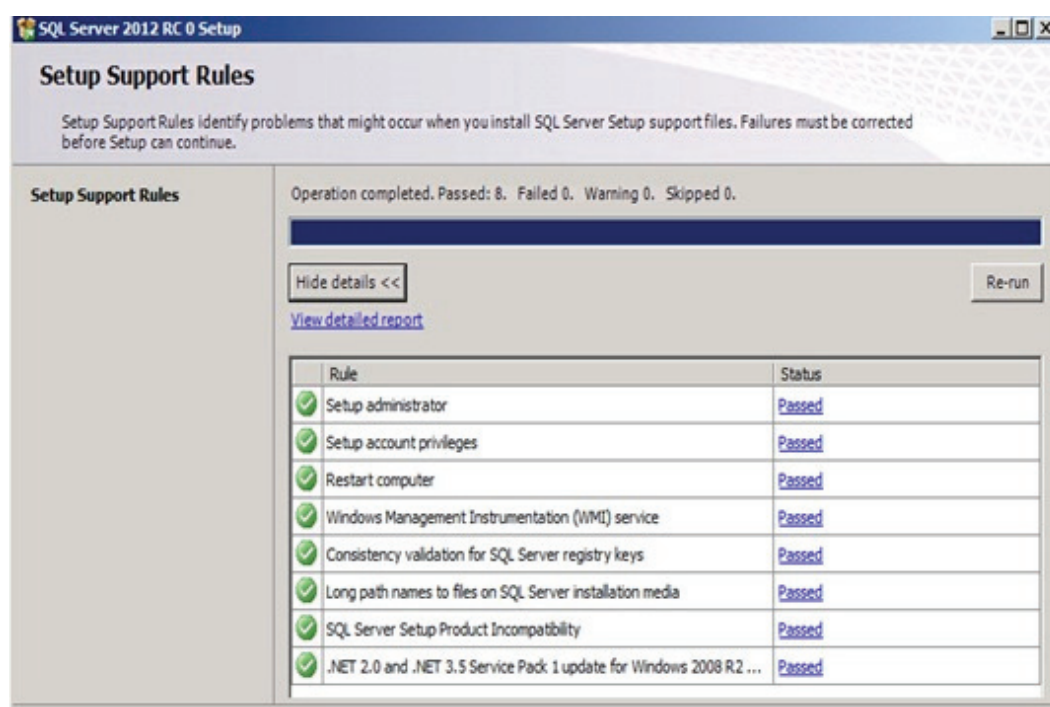 SQL Server 2012 RC 0 Setup
Setup Support Rules
Setup Support Rules identify problems that might occur when you install SQL Server Setup support files. Failures must be corrected
before Setup can continue.
Setup Support Rules
Operation completed. Passed: 8. Failed 0. Warning 0. Skipped 0.
Hide details <<
Re-run
View detailed report
Rule Status
Setup administrator Passed
Setup account privileges Passed
Restart computer Passed
Windows Management Instrumentation (WMI) service Passed
Consistency validation for SQL Server registry keys Passed
Long path names to files on SQL Server installation media Passed
SQL Server Setup Product Incompatibility Passed
.NET 2.0 and .NET 3.5 Service Pack 1 update for Windows 2008 R2 ... Passed